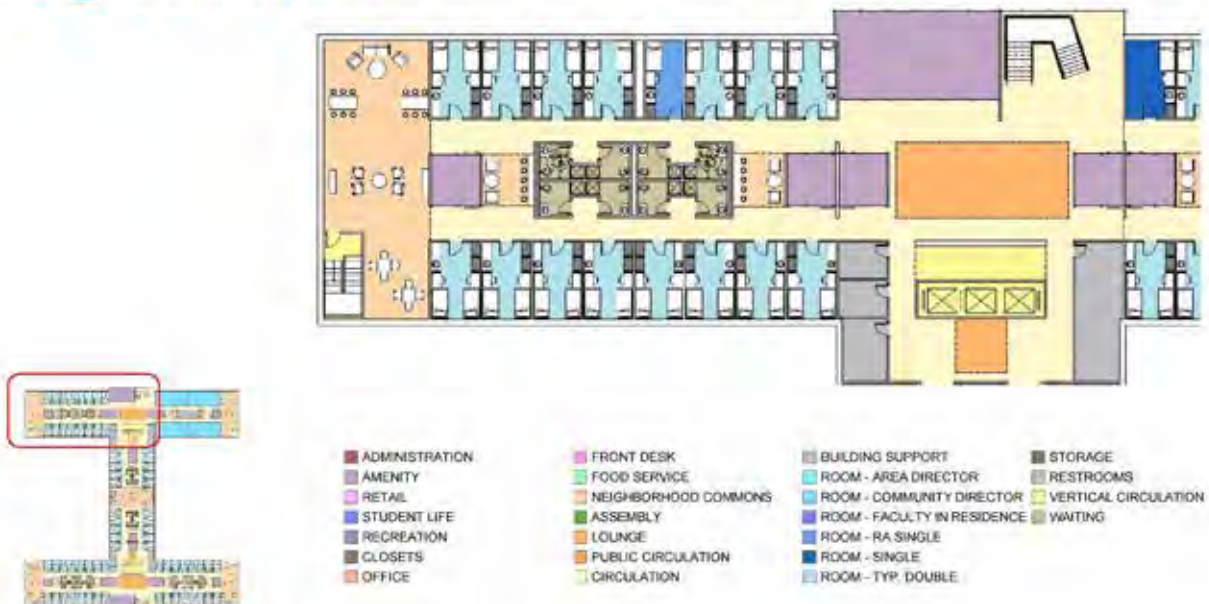 ADMINISTRATION
AMENITY
RETAIL
STUDENT LIFE
RECREATION
CLOSETS
OFFICE
FRONT DESK
FOOD SERVICE
NEIGHBORHOOD COMMONS
ASSEMBLY
LOUNGE
PUBLIC CIRCULATION
CIRCULATION
BUILDING SUPPORT
ROOM - AREA DIRECTOR
ROOM - COMMUNITY DIRECTOR
ROOM - FACULTY IN RESIDENCE
ROOM - RA SINGLE
ROOM - SINGLE
ROOM - TYP. DOUBLE
STORAGE
RESTROOMS
VERTICAL CIRCULATION
WAITING